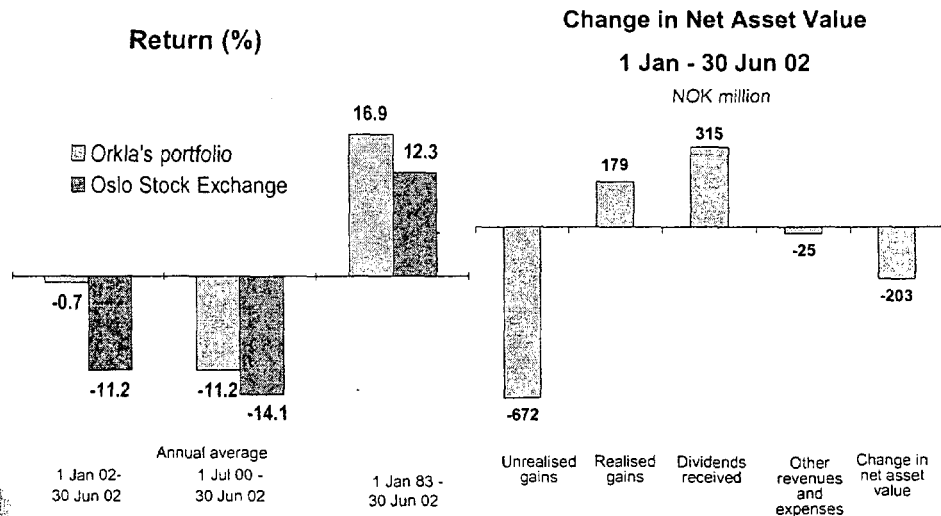 Return (%)
Orkla's portfolio
Oslo Stock Exchange
16.9
12.3
-0.7
-11.2
-11.2
-14.1
Annual average
1 Jan 02-
30 Jun 02
1 Jul 00 -
30 Jun 02
1 Jan 83 -
30 Jun 02
Change in Net Asset Value
1 Jan - 30 Jun 02
NOK million
-672
179
315
-25
-203
Unrealised
gains
Realised
gains
Dividends
received
Other
revenues
and
expenses
Change in
net asset
value